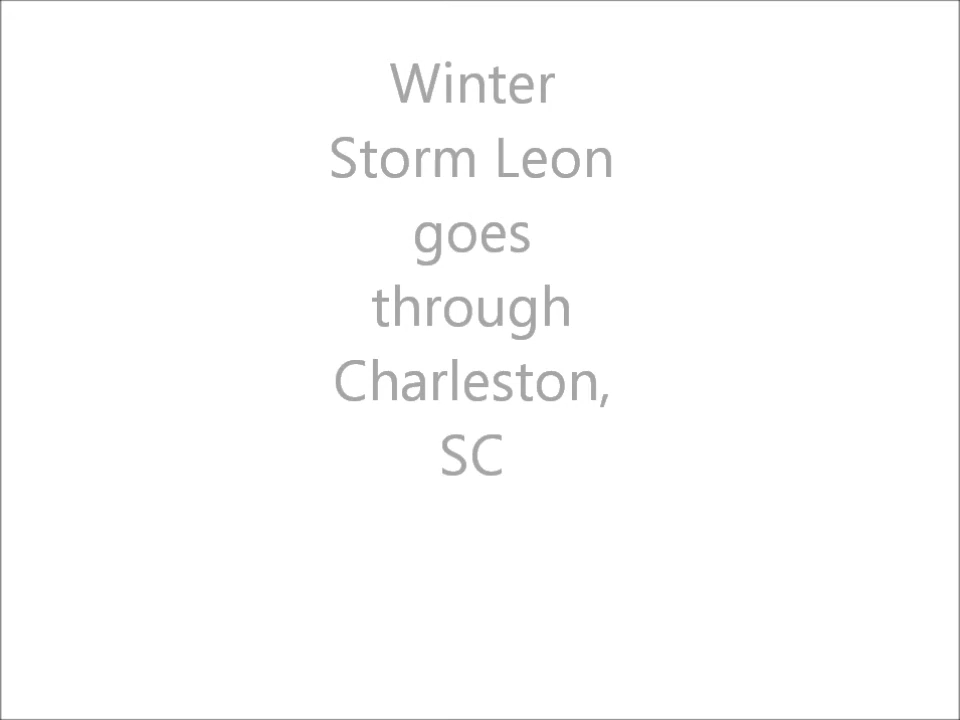 Winter
Storm Leon
goes
through
Charleston,
SC